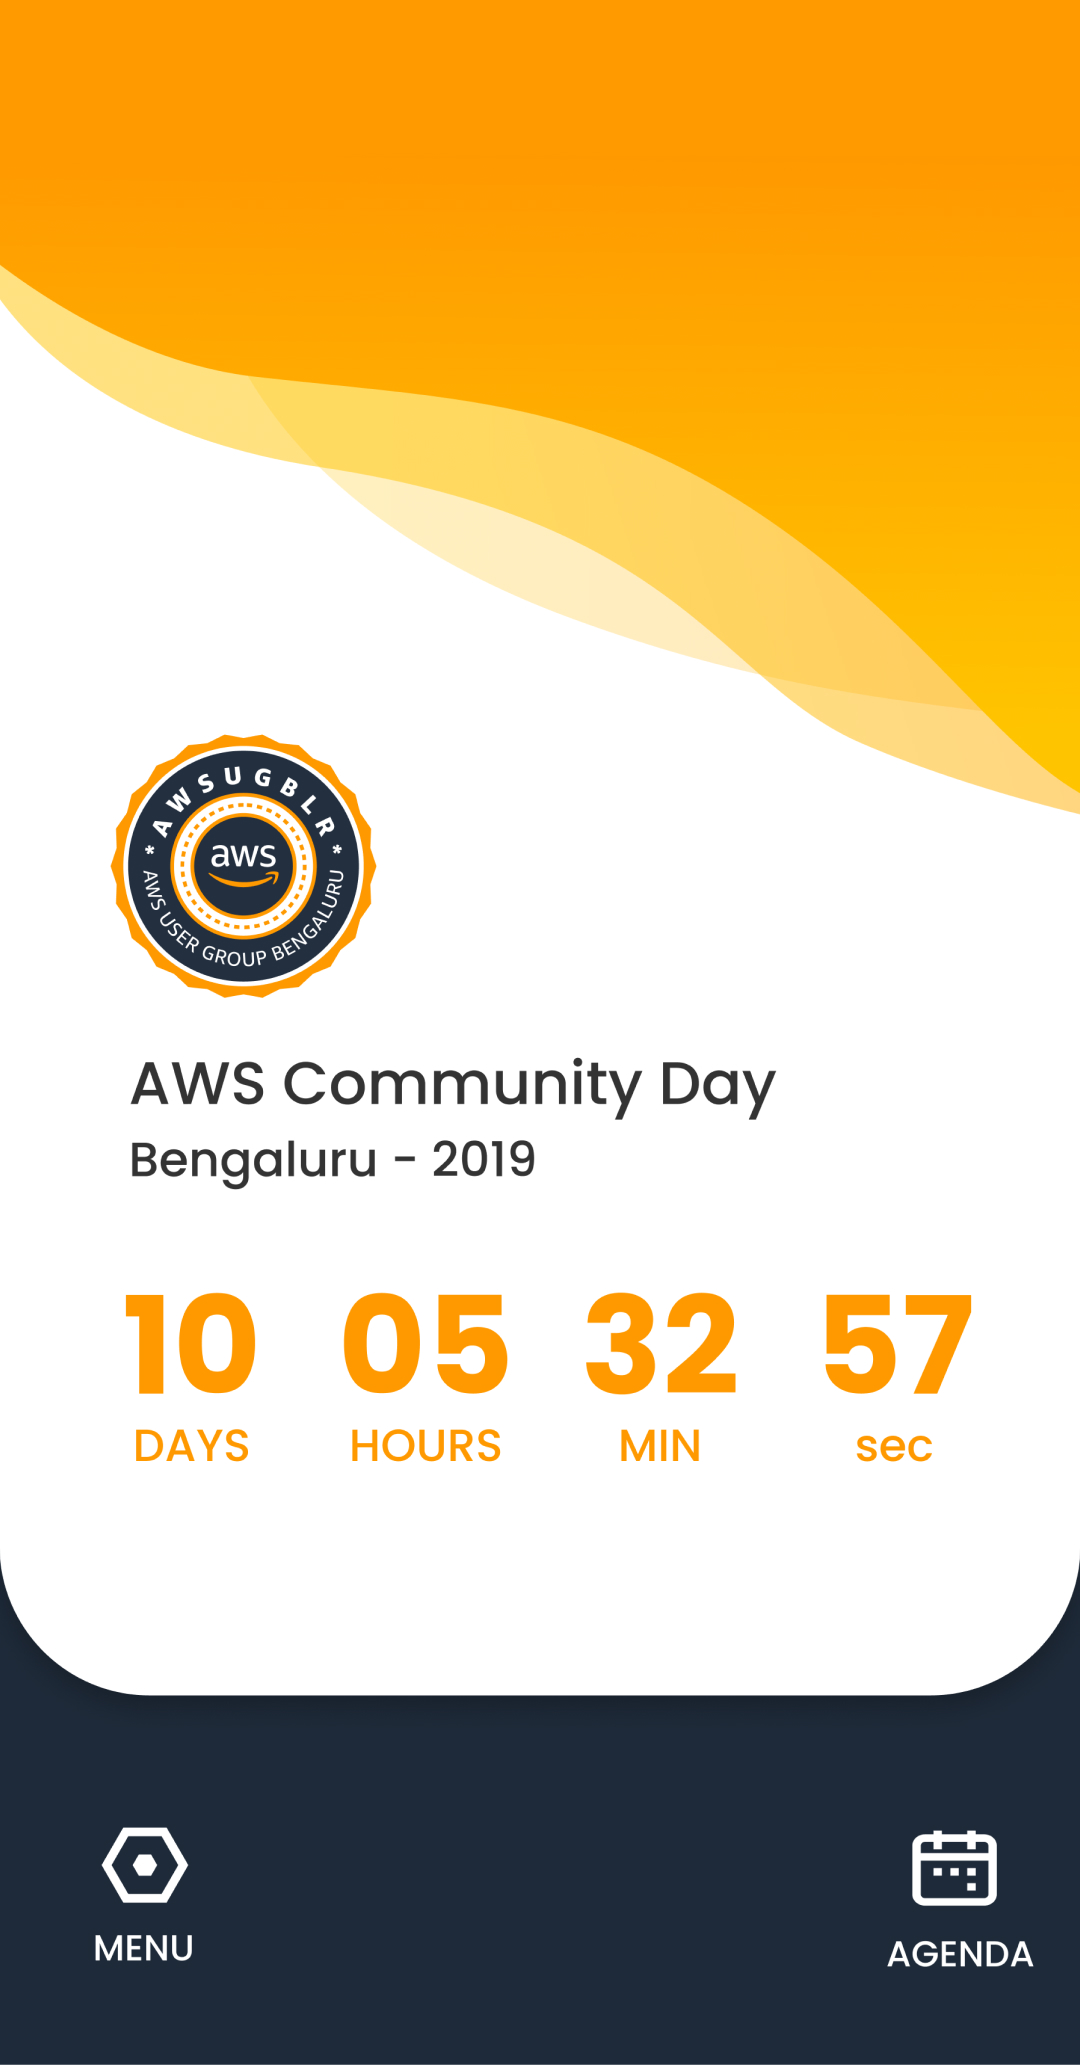 * AWSUGBLR *
aws
AWS USER GROUP BENGALURU
AWS Community Day
Bengaluru - 2019
10 05 32 57
DAYS HOURS MIN sec
MENU AGENDA